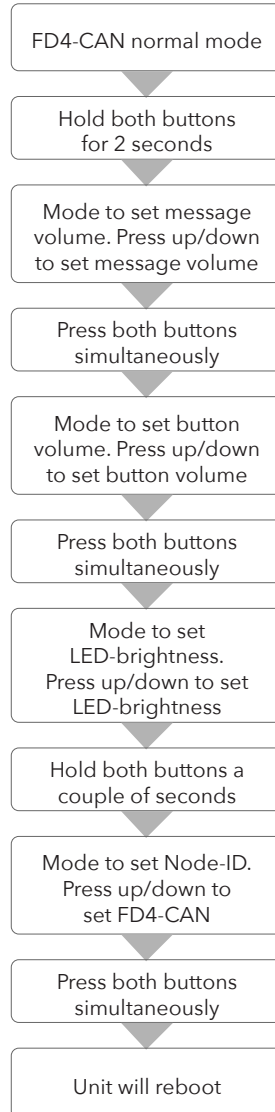 FD4-CAN normal mode
Hold both buttons
for 2 seconds
Mode to set message
volume. Press up/down
to set message volume
Press both buttons
simultaneously
Mode to set button
volume. Press up/down
to set button volume
Press both buttons
simultaneously
Mode to set
LED-brightness.
Press up/down to set
LED-brightness
Hold both buttons a
couple of seconds
Mode to set Node-ID.
Press up/down to
set FD4-CAN
Press both buttons
simultaneously
Unit will reboot